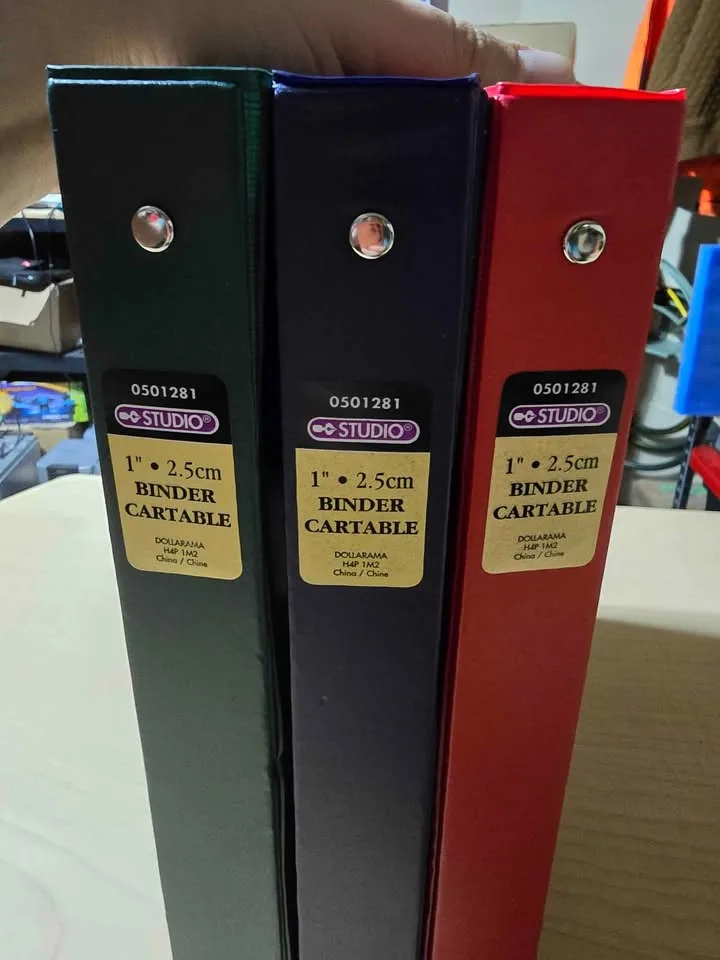 0501281
STUDIO®
1" • 2.5cm
BINDER
CARTABLE
DOLLARAMA
H4P 1M2
China / Chine
0501281
STUDIO®
1" • 2.5cm
BINDER
CARTABLE
DOLLARAMA
H4P 1M2
China / Chine
0501281
STUDIO®
1" • 2.5cm
BINDER
CARTABLE
DOLLARAMA
H4P 1M2
China / Chine